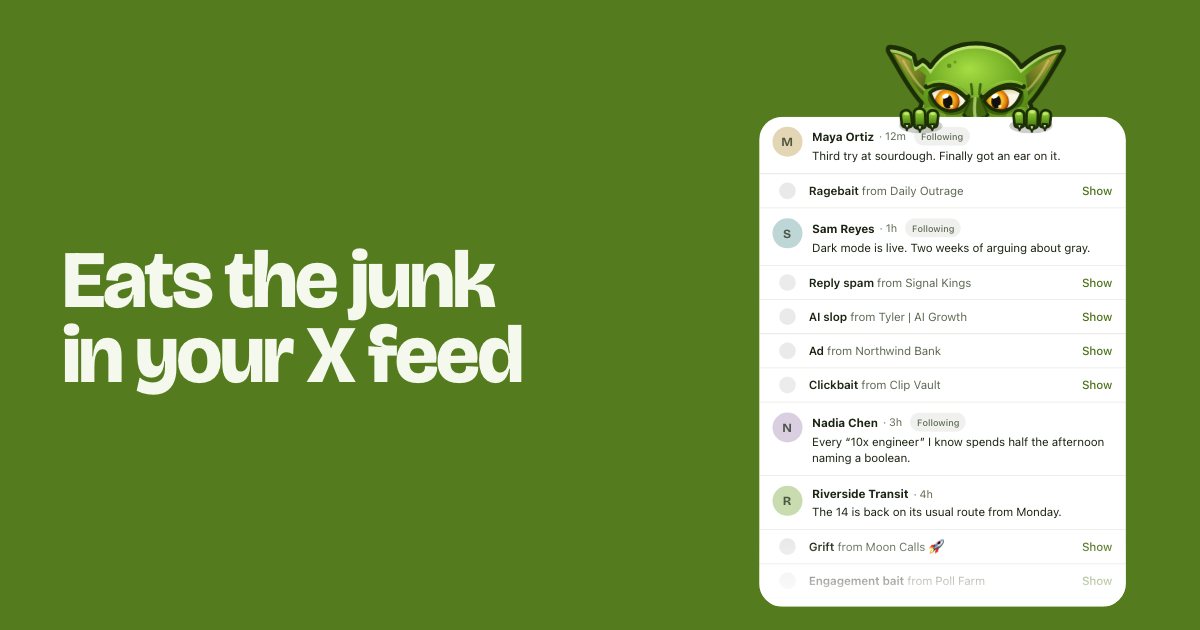 Eats the junk
in your X feed
M
Maya Ortiz · 12m Following
Third try at sourdough. Finally got an ear on it.
Ragebait from Daily Outrage Show
S
Sam Reyes · 1h Following
Dark mode is live. Two weeks of arguing about gray.
Reply spam from Signal Kings Show
AI slop from Tyler | AI Growth Show
Ad from Northwind Bank Show
Clickbait from Clip Vault Show
N
Nadia Chen · 3h Following
Every “10x engineer” I know spends half the afternoon
naming a boolean.
R
Riverside Transit · 4h
The 14 is back on its usual route from Monday.
Grift from Moon Calls 🚀 Show
Engagement bait from Poll Farm Show